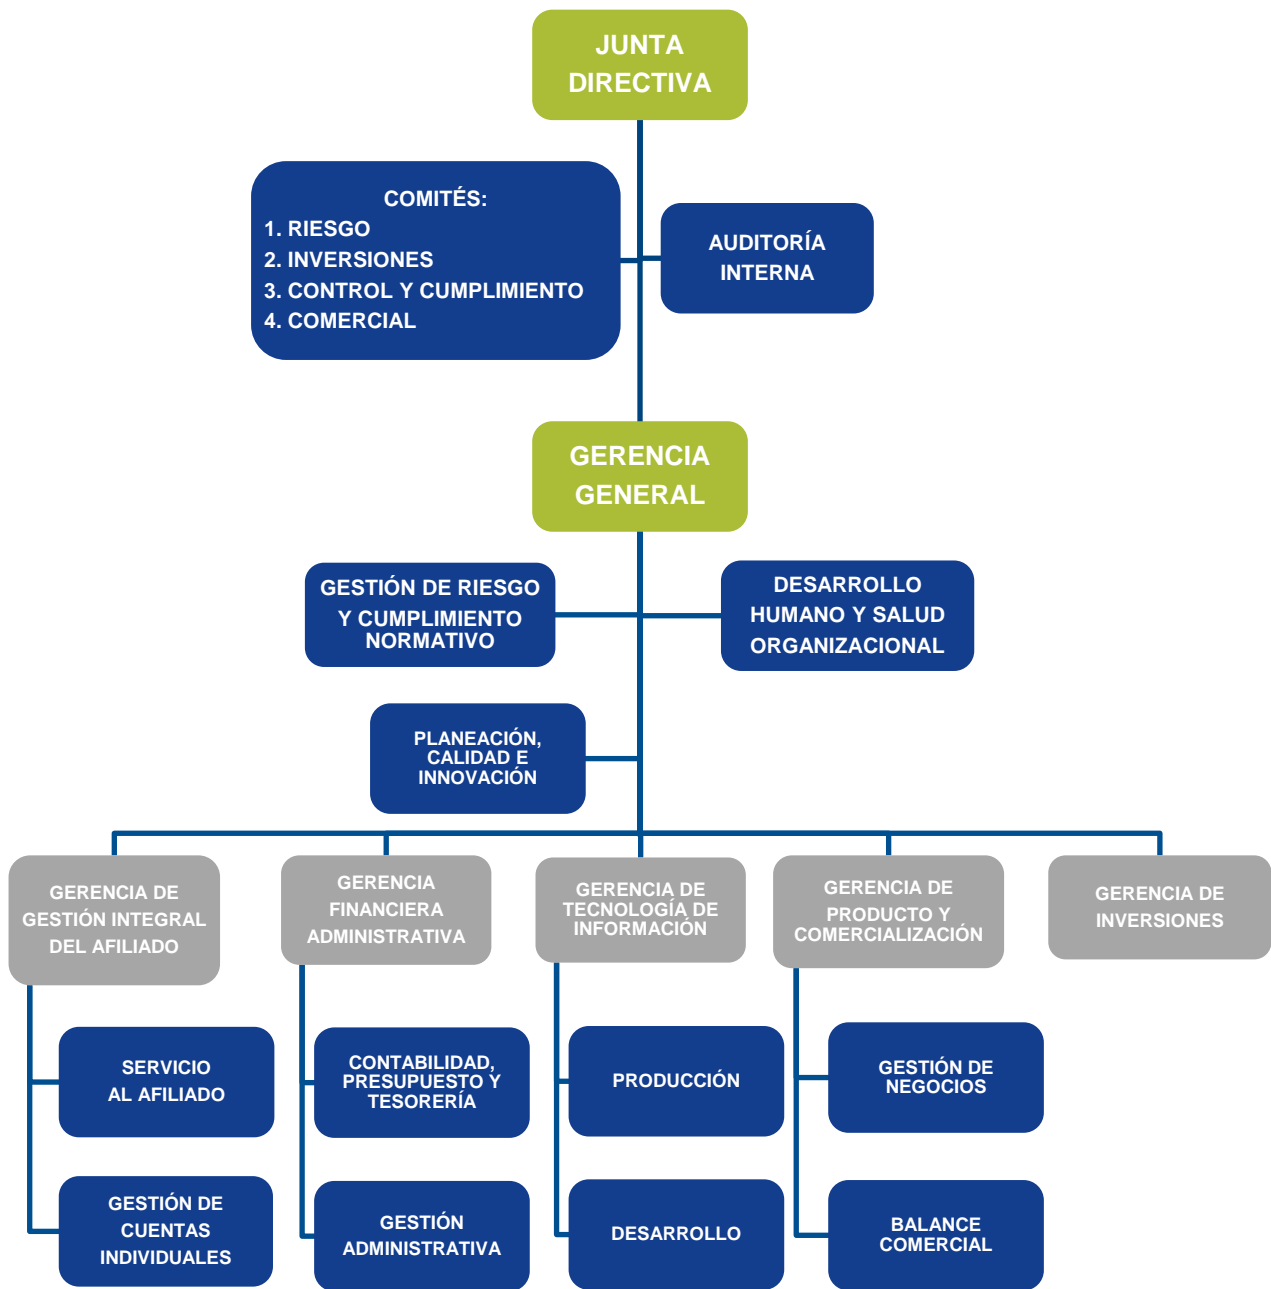 JUNTA
DIRECTIVA
COMITÉS:
1. RIESGO
2. INVERSIONES
3. CONTROL Y CUMPLIMIENTO
4. COMERCIAL
AUDITORÍA
INTERNA
GERENCIA
GENERAL
GESTIÓN DE RIESGO
Y CUMPLIMIENTO
NORMATIVO
DESARROLLO
HUMANO Y SALUD
ORGANIZACIONAL
PLANEACIÓN,
CALIDAD E
INNOVACIÓN
GERENCIA DE
GESTIÓN INTEGRAL
DEL AFILIADO
GERENCIA
FINANCIERA
ADMINISTRATIVA
GERENCIA DE
TECNOLOGÍA DE
INFORMACIÓN
GERENCIA DE
PRODUCTO Y
COMERCIALIZACIÓN
GERENCIA DE
INVERSIONES
SERVICIO
AL AFILIADO
CONTABILIDAD,
PRESUPUESTO Y
TESORERÍA
PRODUCCIÓN
GESTIÓN DE
NEGOCIOS
GESTIÓN DE
CUENTAS
INDIVIDUALES
GESTIÓN
ADMINISTRATIVA
DESARROLLO
BALANCE
COMERCIAL